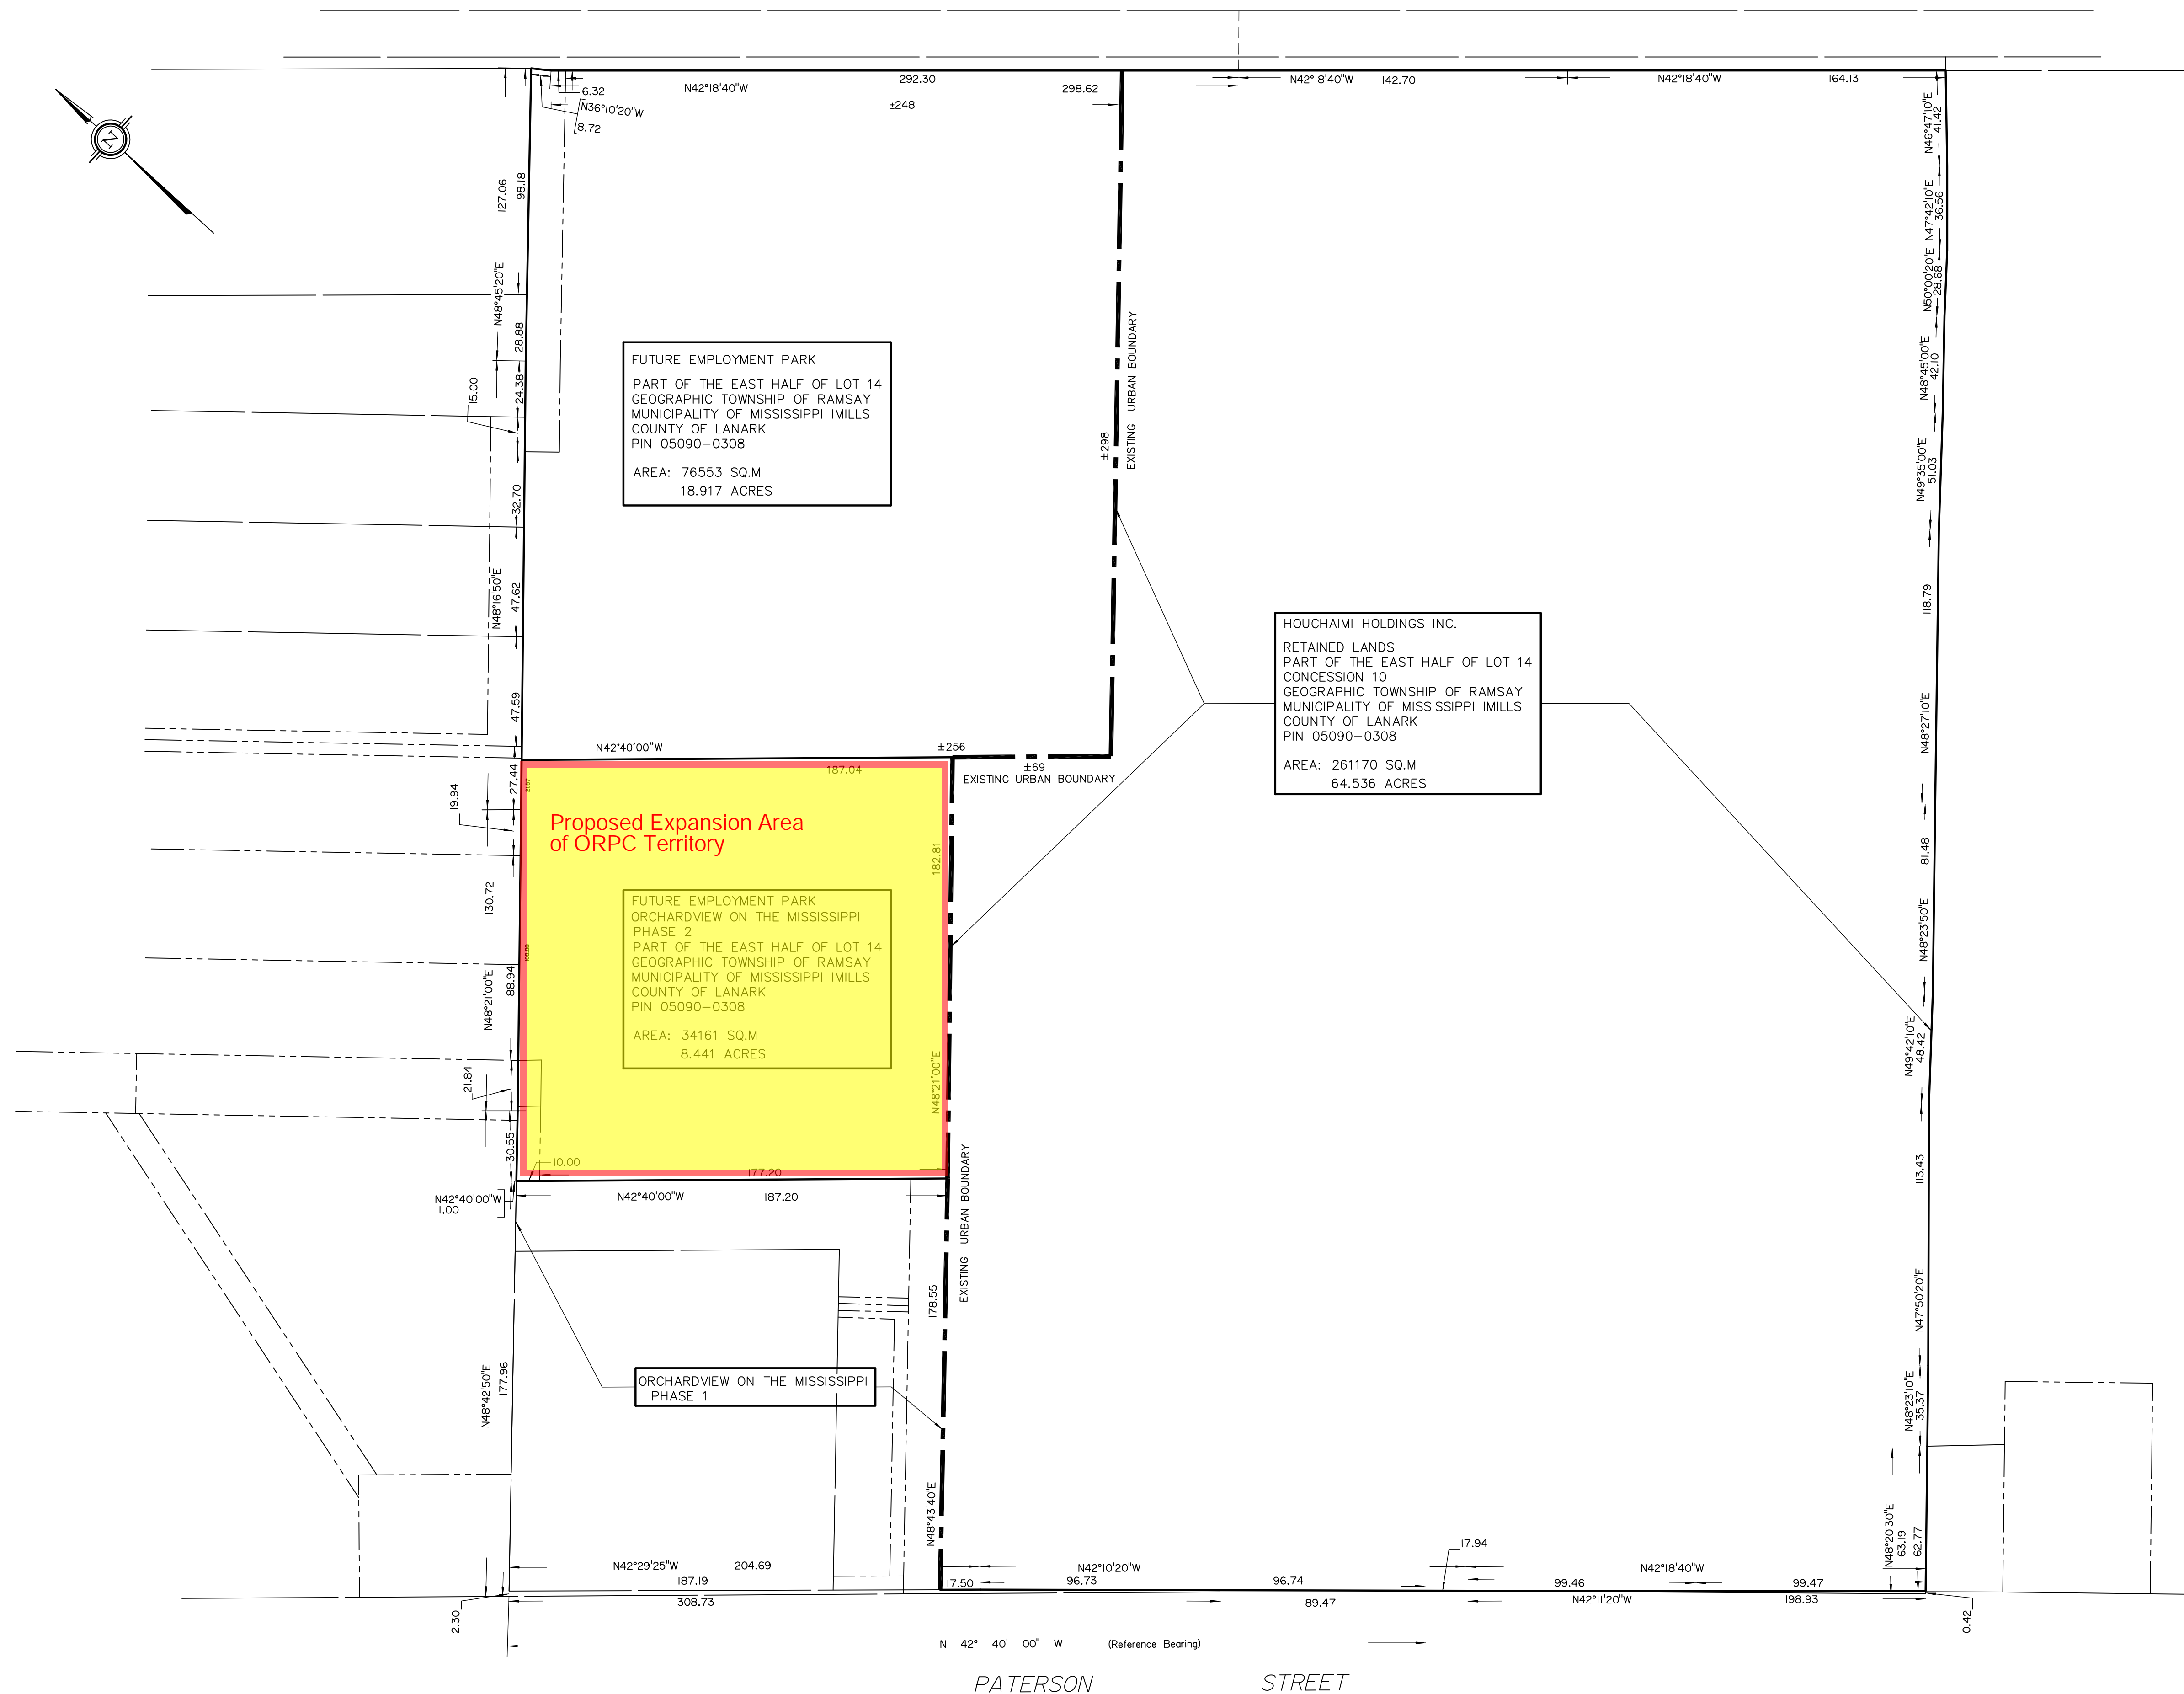 N42°18'40"W
292.30
298.62
N42°18'40"W
142.70
N42°18'40"W
164.13
6.32
N36°10'20"W
8.72
±248
N
127.06
98.18
N48°45'20"E
28.88
15.00
24.38
32.70
N48°16'50"E
47.62
47.59
N46°47'10"E
41.42
N47°42'10"E
36.56
N50°00'20"E
28.68
N48°45'00"E
42.10
N49°35'00"E
51.03
118.79
N48°27'10"E
81.48
N48°23'50"E
N49°42'10"E
48.42
113.43
N47°50'20"E
N48°23'10"E
35.37
N48°20'30"E
63.19
62.77
FUTURE EMPLOYMENT PARK
PART OF THE EAST HALF OF LOT 14
GEOGRAPHIC TOWNSHIP OF RAMSAY
MUNICIPALITY OF MISSISSIPPI IMILLS
COUNTY OF LANARK
PIN 05090-0308
AREA: 76553 SQ.M
18.917 ACRES
±298
EXISTING URBAN BOUNDARY
HOUCHAIMI HOLDINGS INC.
RETAINED LANDS
PART OF THE EAST HALF OF LOT 14
CONCESSION 10
GEOGRAPHIC TOWNSHIP OF RAMSAY
MUNICIPALITY OF MISSISSIPPI IMILLS
COUNTY OF LANARK
PIN 05090-0308
AREA: 261170 SQ.M
64.536 ACRES
N42°40'00"W
±256
187.04
±69
EXISTING URBAN BOUNDARY
27.44
21.57
19.94
130.72
N48°21'00"E
88.94
21.84
30.55
Proposed Expansion Area
of ORPC Territory
182.81
N48°21'00"E
FUTURE EMPLOYMENT PARK
ORCHARDVIEW ON THE MISSISSIPPI
PHASE 2
PART OF THE EAST HALF OF LOT 14
GEOGRAPHIC TOWNSHIP OF RAMSAY
MUNICIPALITY OF MISSISSIPPI IMILLS
COUNTY OF LANARK
PIN 05090-0308
AREA: 34161 SQ.M
8.441 ACRES
10.00
177.20
N42°40'00"W
1.00
N42°40'00"W
187.20
EXISTING URBAN BOUNDARY
178.55
N48°43'40"E
N48°42'50"E
177.96
ORCHARDVIEW ON THE MISSISSIPPI
PHASE 1
N42°29'25"W
204.69
187.19
308.73
2.30
17.50
N42°10'20"W
96.73
96.74
17.94
89.47
N42°18'40"W
99.46
99.47
N42°11'20"W
198.93
0.42
N 42° 40' 00" W (Reference Bearing)
PATERSON STREET